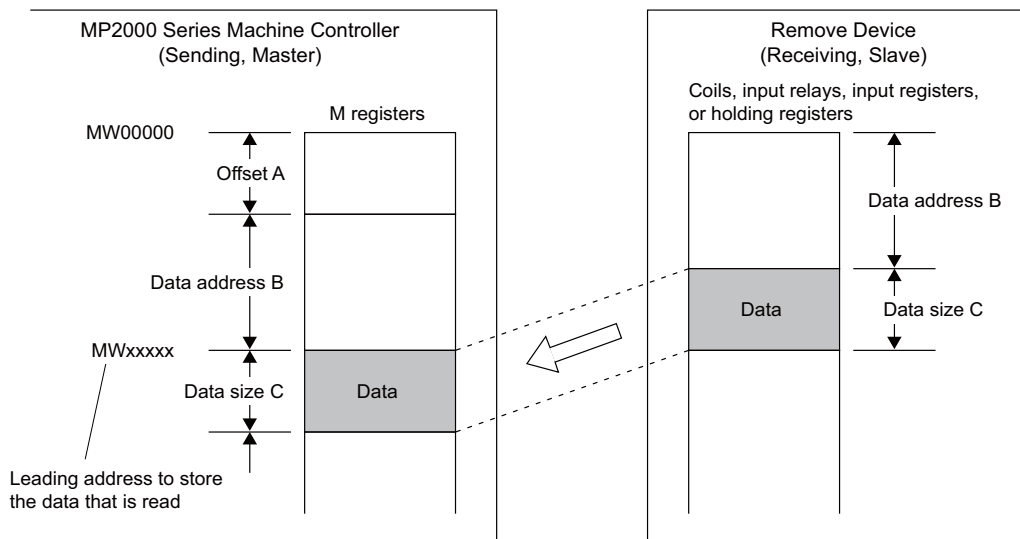 MP2000 Series Machine Controller
(Sending, Master)
M registers
MW00000
Offset A
Data address B
MWxxxxx
Data size C
Data
Leading address to store
the data that is read
Remove Device
(Receiving, Slave)
Coils, input relays, input registers,
or holding registers
Data address B
Data
Data size C